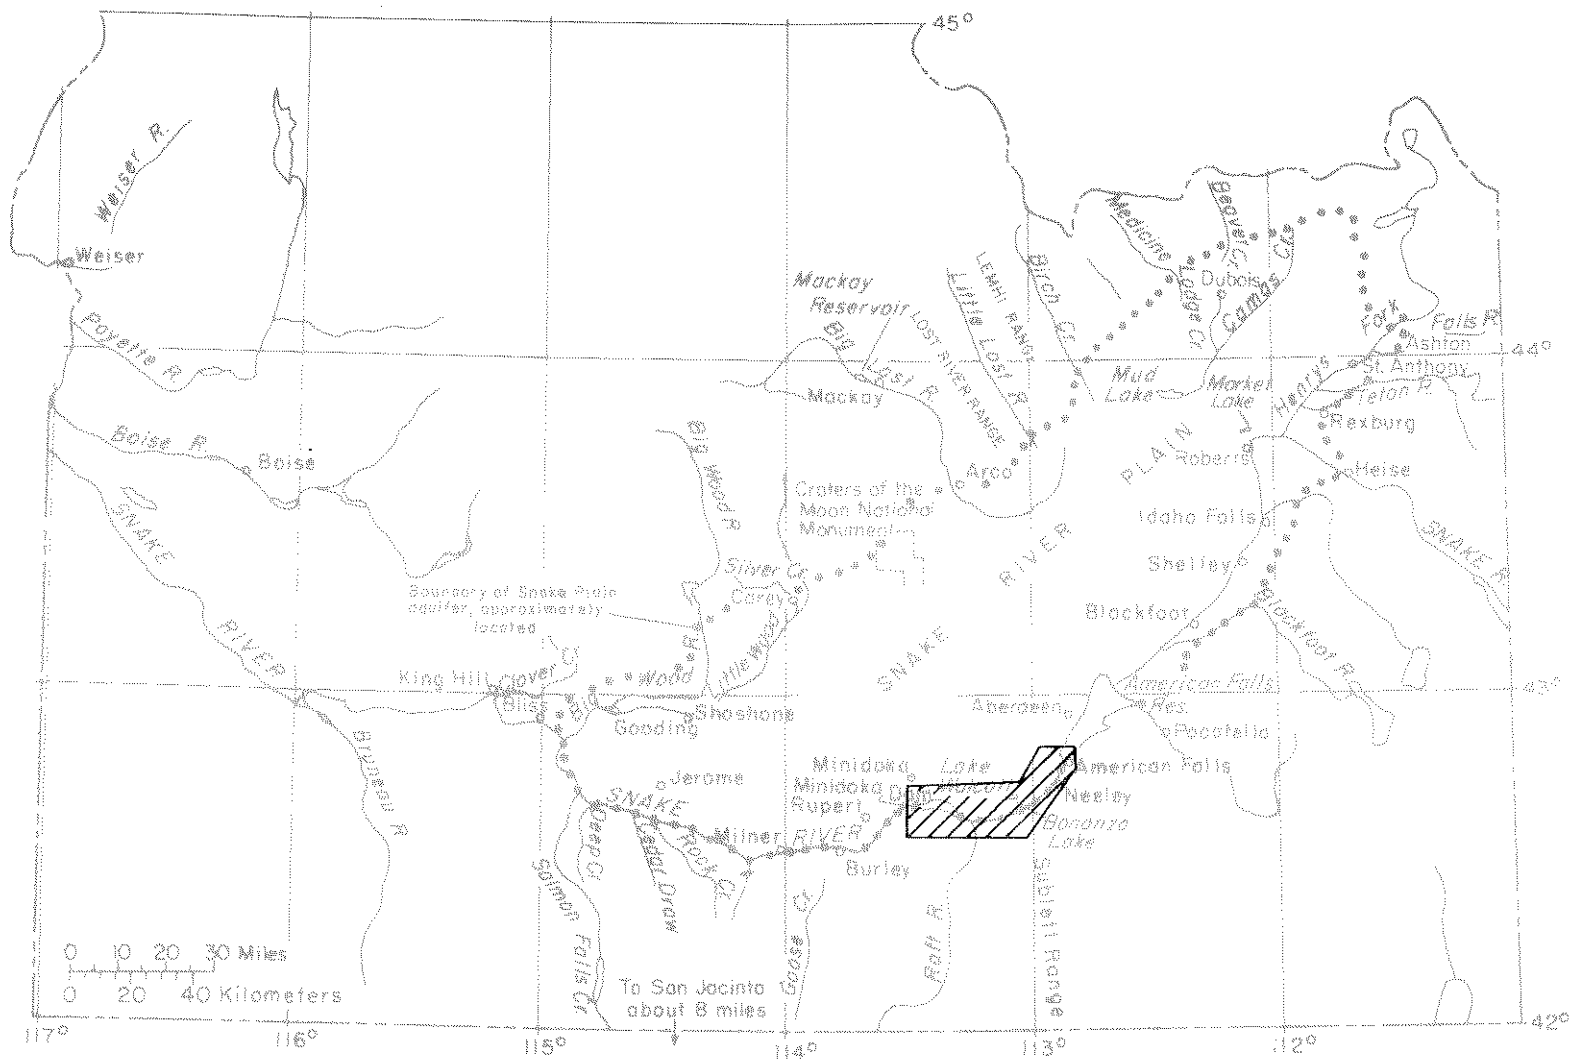 45°
Weiser R.
Weiser
Payette R.
Boise R.
Boise
SNAKE
RIVER
Bruneau R.
Mackay
Reservoir
Big
Lost R.
Mackay
LOST RIVER RANGE
Little Lost R.
LEMHI RANGE
Birch Cr.
Medicine
Lodge Cr.
Beaver Cr.
Dubois
Camas Cr.
Mud
Lake
Market
Lake
Henrys
Fork
Falls R.
Ashton
44°
St. Anthony
Teton R.
Rexburg
Roberts
Heise
Arco
Craters of the
Moon National
Monument
Big Wood R.
Silver Cr.
Carey
Boundary of Snake Plain
aquifer, approximately
located
SNAKE
RIVER
PLAIN
Idaho Falls
Shelley
Blackfoot
SNAKE R.
Blackfoot R.
King Hill
Clover Cr.
Bliss
Big
Wood
R.
Little Wood
Gooding
Shoshone
American Falls
Res.
43°
Aberdeen
Pocatello
Jerome
Minidoka
Minidoka
Dam
Lake
Walcott
American Falls
Rupert
Neeley
Bonanza
Lake
SNAKE
Milner
RIVER
Burley
Salmon Falls Cr.
Deep Cr.
Cedar Draw
Rock Cr.
Goose Cr.
Raft R.
Sublett Range
0 10 20 30 Miles
0 20 40 Kilometers
To San Jacinto
about 8 miles
42°
117°
116°
115°
114°
113°
112°